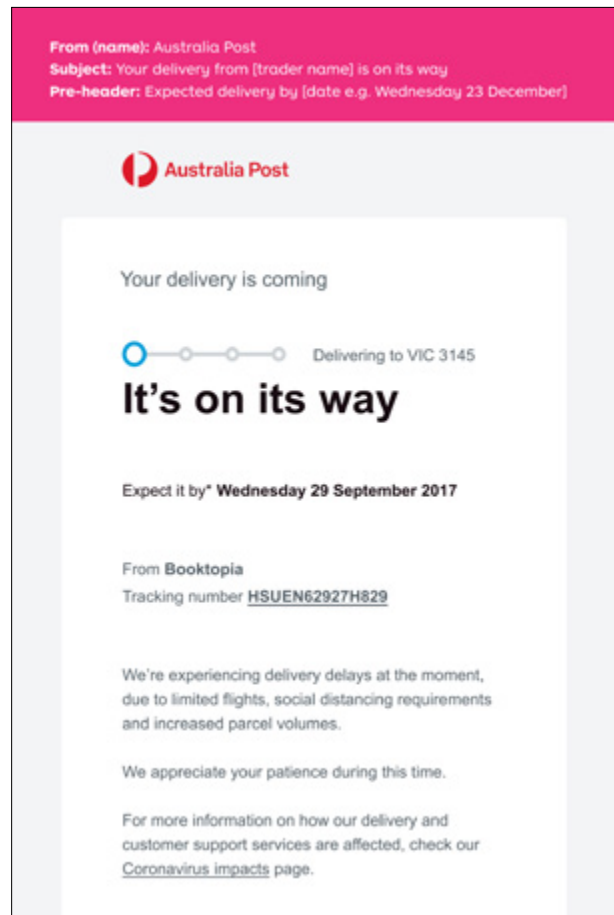 From (name): Australia Post
Subject: Your delivery from [trader name] is on its way
Pre-header: Expected delivery by [date e.g. Wednesday 23 December]
Australia Post
Your delivery is coming
Delivering to VIC 3145
It's on its way
Expect it by* Wednesday 29 September 2017
From Booktopia
Tracking number HSUEN62927H829
We're experiencing delivery delays at the moment,
due to limited flights, social distancing requirements
and increased parcel volumes.
We appreciate your patience during this time.
For more information on how our delivery and
customer support services are affected, check our
Coronavirus impacts page.